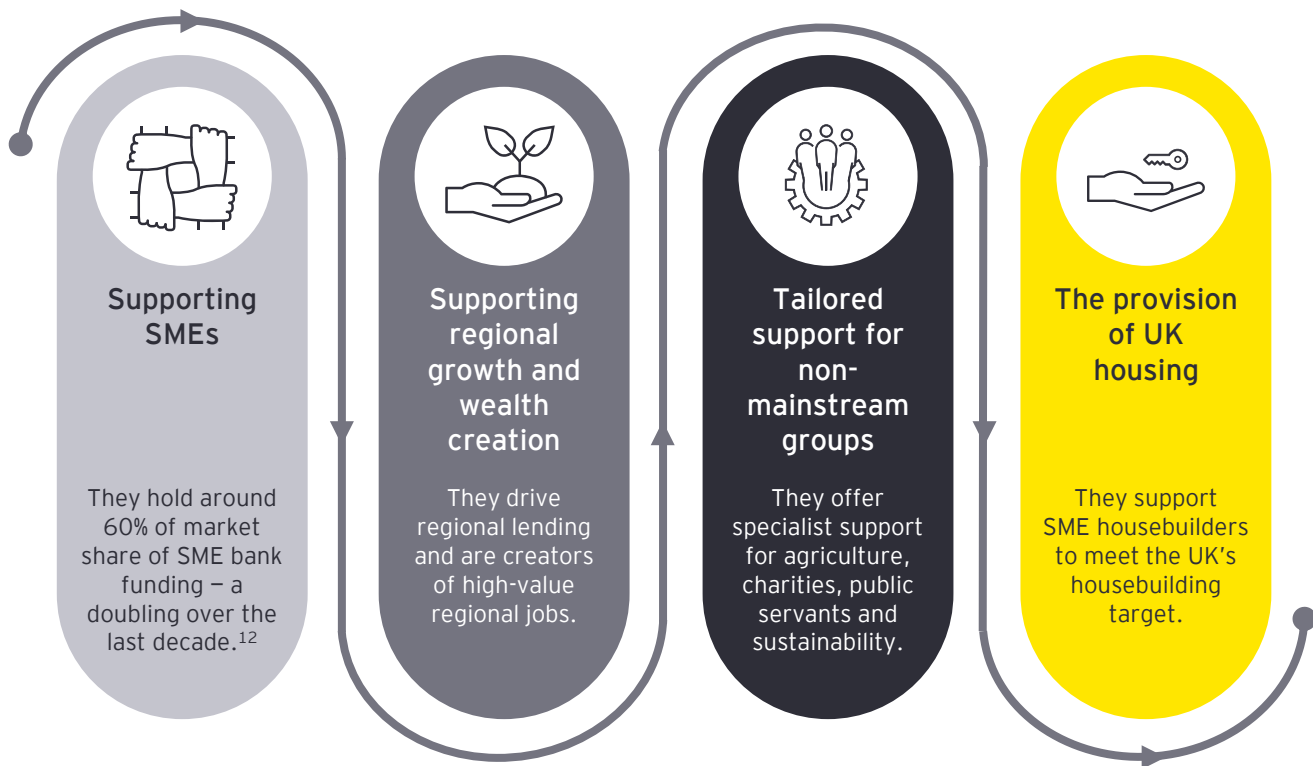 Supporting
SMEs
They hold around
60% of market
share of SME bank
funding – a
doubling over the
last decade.¹²
Supporting
regional
growth and
wealth
creation
They drive
regional lending
and are creators
of high-value
regional jobs.
Tailored
support for
non-
mainstream
groups
They offer
specialist support
for agriculture,
charities, public
servants and
sustainability.
The provision
of UK
housing
They support
SME housebuilders
to meet the UK’s
housebuilding
target.